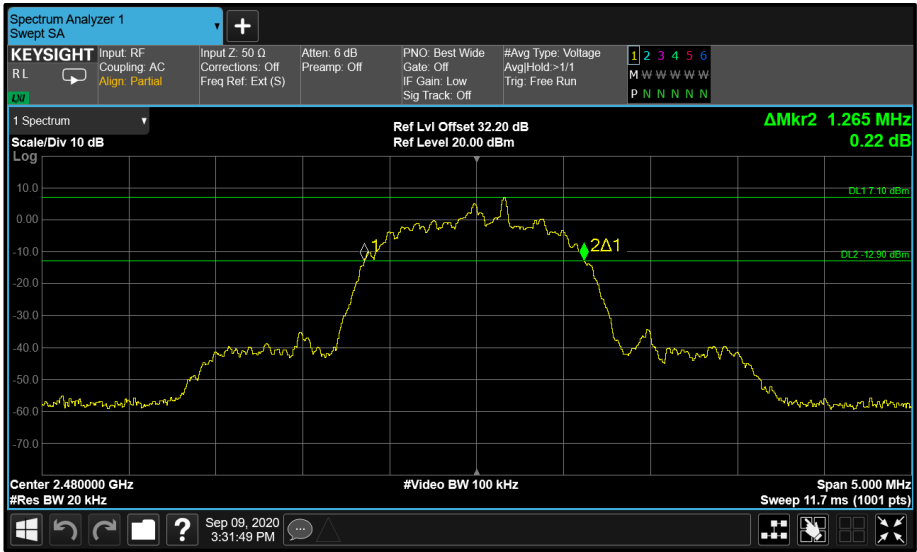 Spectrum Analyzer 1
Swept SA
+
KEYSIGHT Input: RF Input Z: 50 Ω Atten: 6 dB PNO: Best Wide #Avg Type: Voltage 1 2 3 4 5 6
RL Coupling: AC Corrections: Off Preamp: Off Gate: Off Avg|Hold:>1/1 M W W W W W
Align: Partial Freq Ref: Ext (S) IF Gain: Low Trig: Free Run
LXI Sig Track: Off P N N N N N
1 Spectrum
Ref Lvl Offset 32.20 dB ΔMkr2 1.265 MHz
Scale/Div 10 dB Ref Level 20.00 dBm 0.22 dB
Log
10.0
DL1 7.10 dBm
0.00
1
2Δ1
-10.0
DL2 -12.90 dBm
-20.0
-30.0
-40.0
-50.0
-60.0
-70.0
Center 2.480000 GHz #Video BW 100 kHz Span 5.000 MHz
#Res BW 20 kHz Sweep 11.7 ms (1001 pts)
? Sep 09, 2020
3:31:49 PM